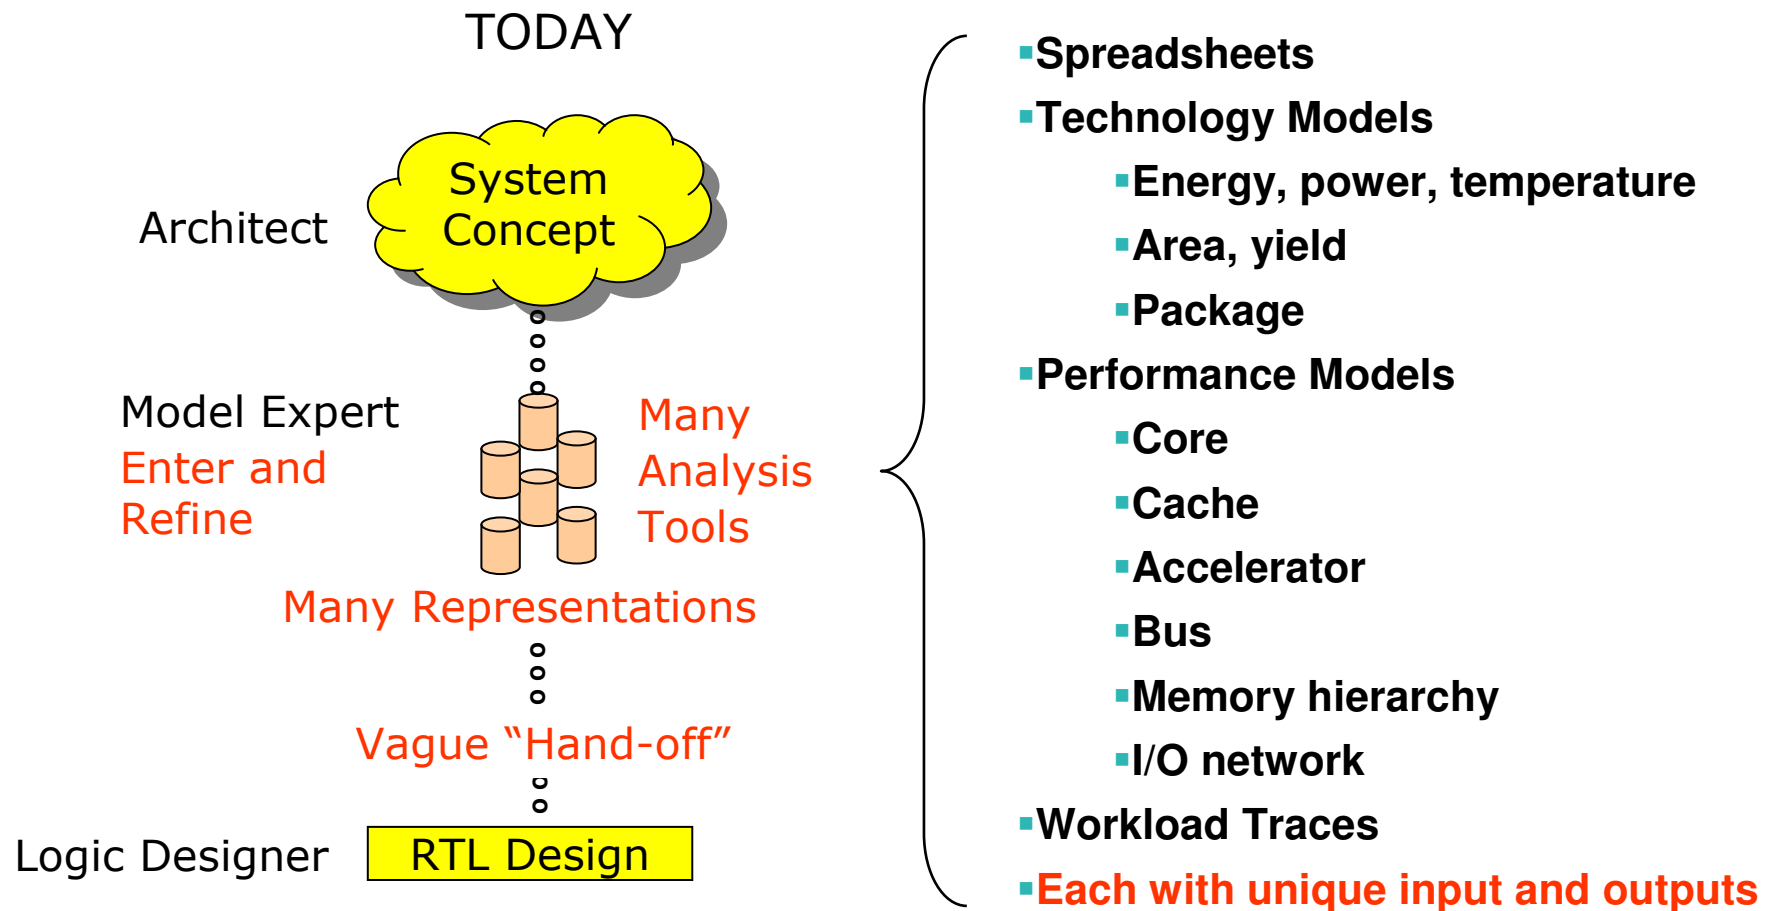 TODAY
System
Concept
Architect
Model Expert
Enter and
Refine
Many
Analysis
Tools
Many Representations
Vague “Hand-off”
Logic Designer
RTL Design
▪Spreadsheets
▪Technology Models
▪Energy, power, temperature
▪Area, yield
▪Package
▪Performance Models
▪Core
▪Cache
▪Accelerator
▪Bus
▪Memory hierarchy
▪I/O network
▪Workload Traces
▪Each with unique input and outputs